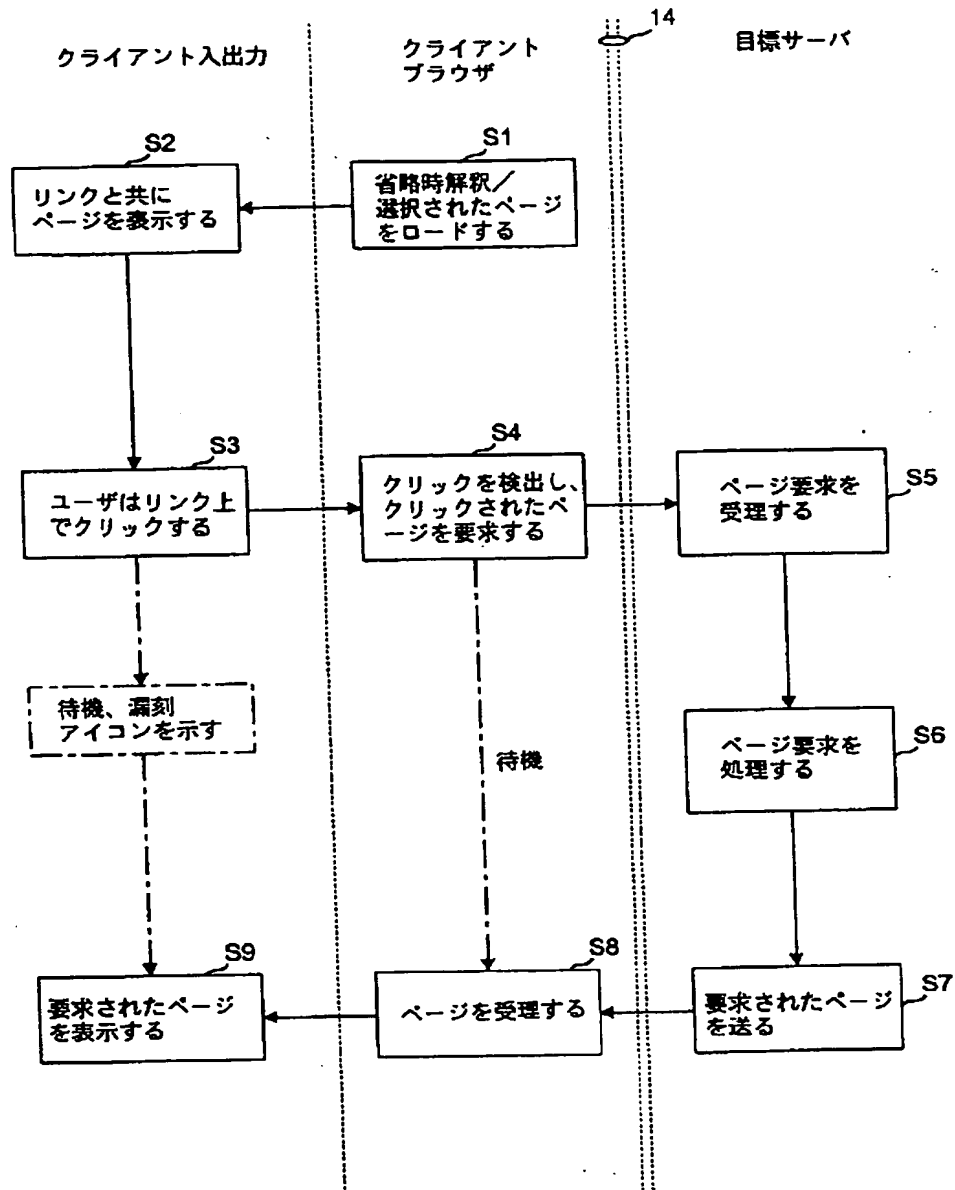 クライアント入出力
クライアント
ブラウザ
14
目標サーバ
S2
リンクと共に
ページを表示する
S1
省略時解釈／
選択されたページ
をロードする
S3
ユーザはリンク上
でクリックする
S4
クリックを検出し、
クリックされたペ
ージを要求する
S5
ページ要求を
受理する
待機、漏刻
アイコンを示す
待機
S6
ページ要求を
処理する
S9
要求されたページ
を表示する
S8
ページを受理する
S7
要求されたページ
を送る